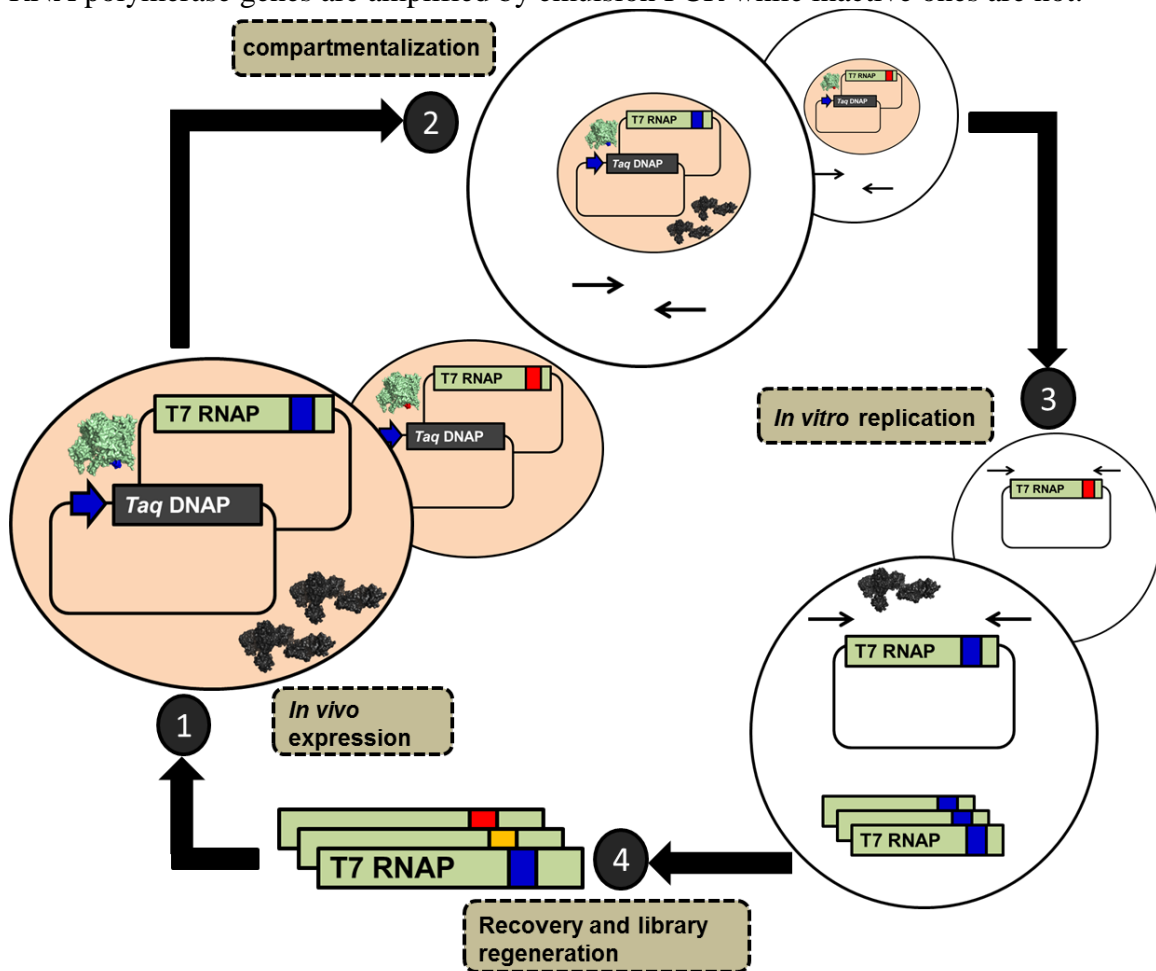 RNA polymerase genes are amplified by emulsion PCR while inactive ones are not.
compartmentalization
2
T7 RNAP
Taq DNAP
T7 RNAP
Taq DNAP
T7 RNAP
Taq DNAP
T7 RNAP
Taq DNAP
In vitro replication
3
T7 RNAP
T7 RNAP
T7 RNAP
1
In vivo
expression
T7 RNAP
4
Recovery and library
regeneration